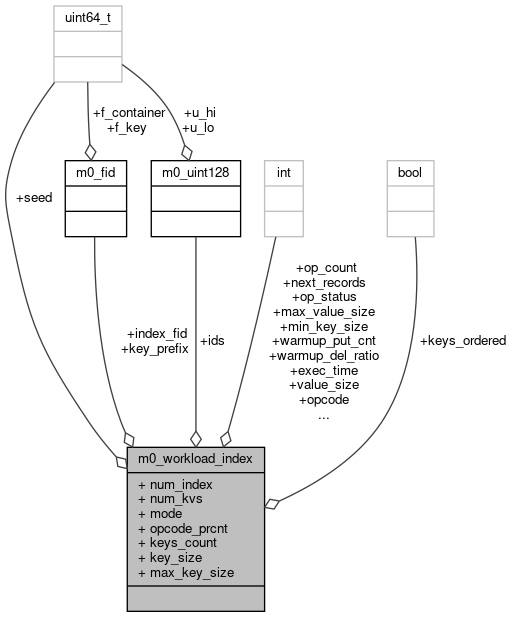 uint64_t
+f_container
+f_key
+u_hi
+u_lo
m0_fid
m0_uint128
int
bool
+seed
+index_fid
+key_prefix
+ids
+op_count
+next_records
+op_status
+max_value_size
+min_key_size
+warmup_put_cnt
+warmup_del_ratio
+exec_time
+value_size
+opcode
...
+keys_ordered
m0_workload_index
+ num_index
+ num_kvs
+ mode
+ opcode_prcnt
+ keys_count
+ key_size
+ max_key_size